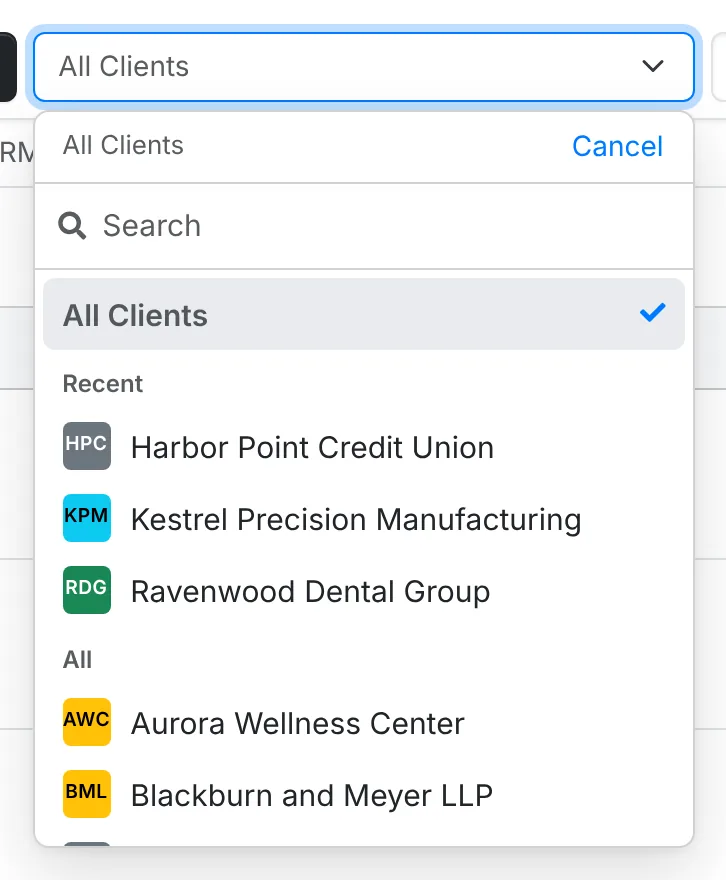 All Clients
RM
All Clients
Cancel
Search
All Clients
Recent
HPC Harbor Point Credit Union
KPM Kestrel Precision Manufacturing
RDG Ravenwood Dental Group
All
AWC Aurora Wellness Center
BML Blackburn and Meyer LLP